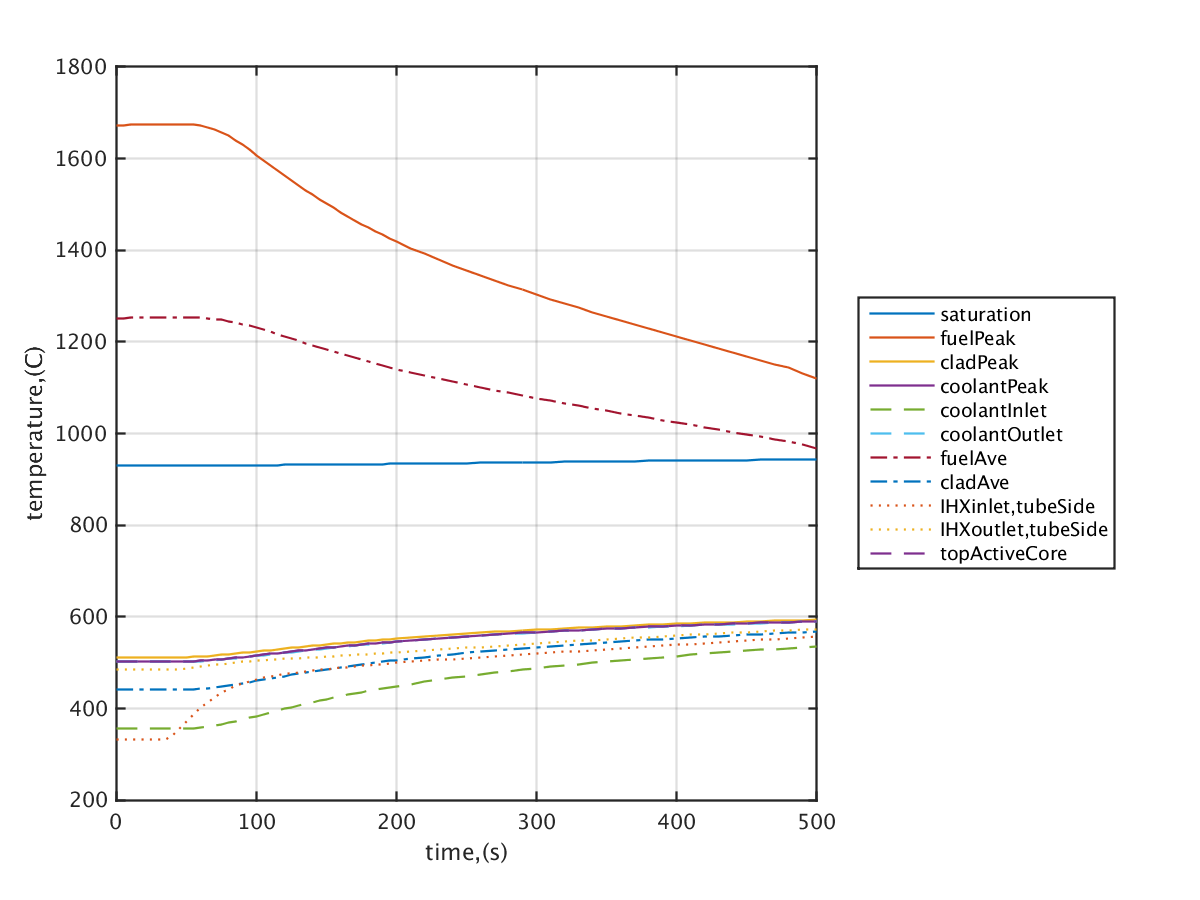 1800
1600
1400
1200
1000
800
600
400
200
temperature,(C)
0 100 200 300 400 500
time,(s)
saturation
fuelPeak
cladPeak
coolantPeak
coolantInlet
coolantOutlet
fuelAve
cladAve
IHXinlet,tubeSide
IHXoutlet,tubeSide
topActiveCore